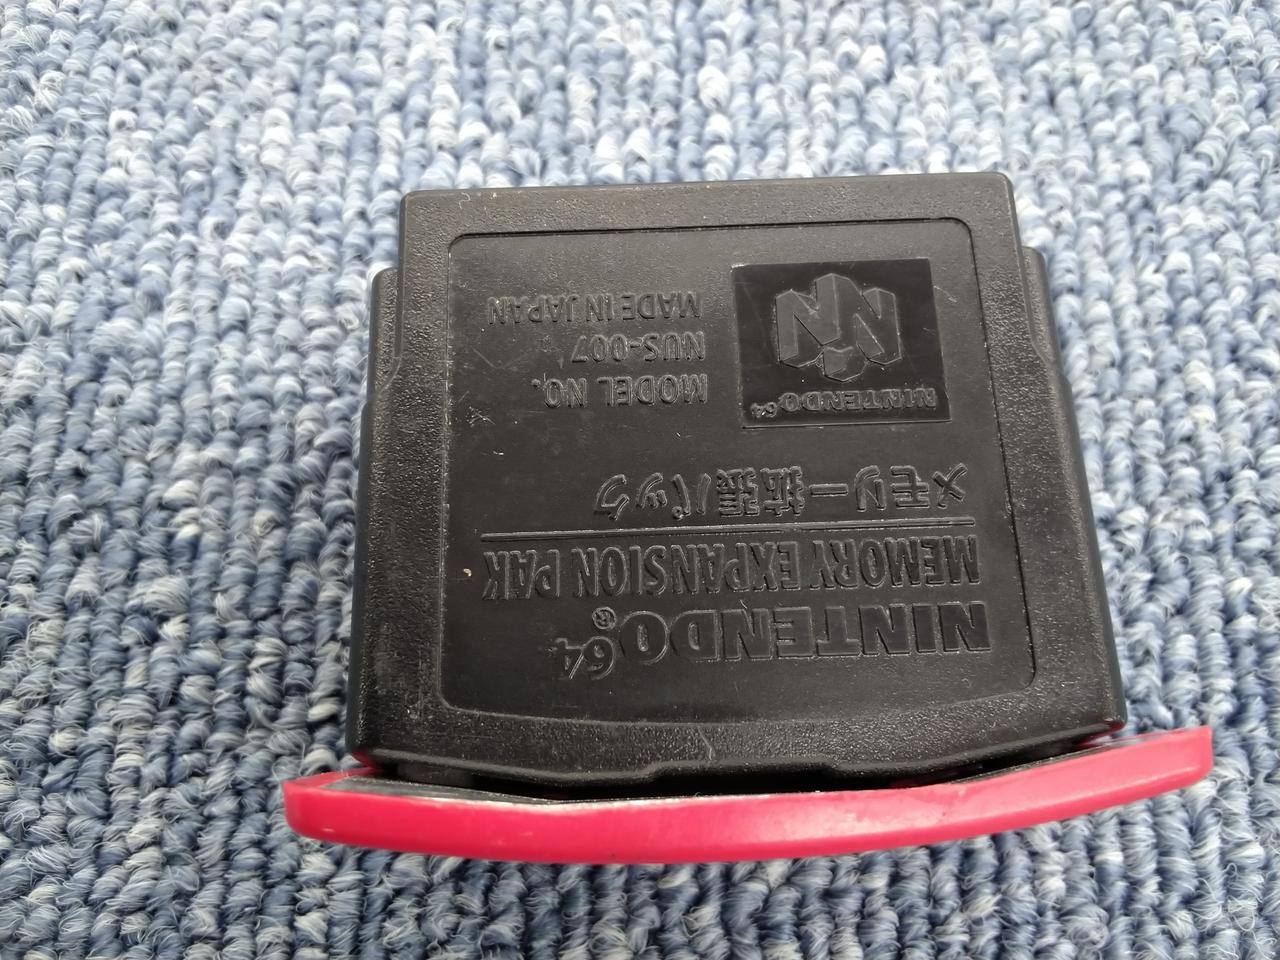 NINTENDO64®
MEMORY EXPANSION PAK
メモリー拡張パック
NINTENDO64
MODEL NO.
NUS-007
MADE IN JAPAN